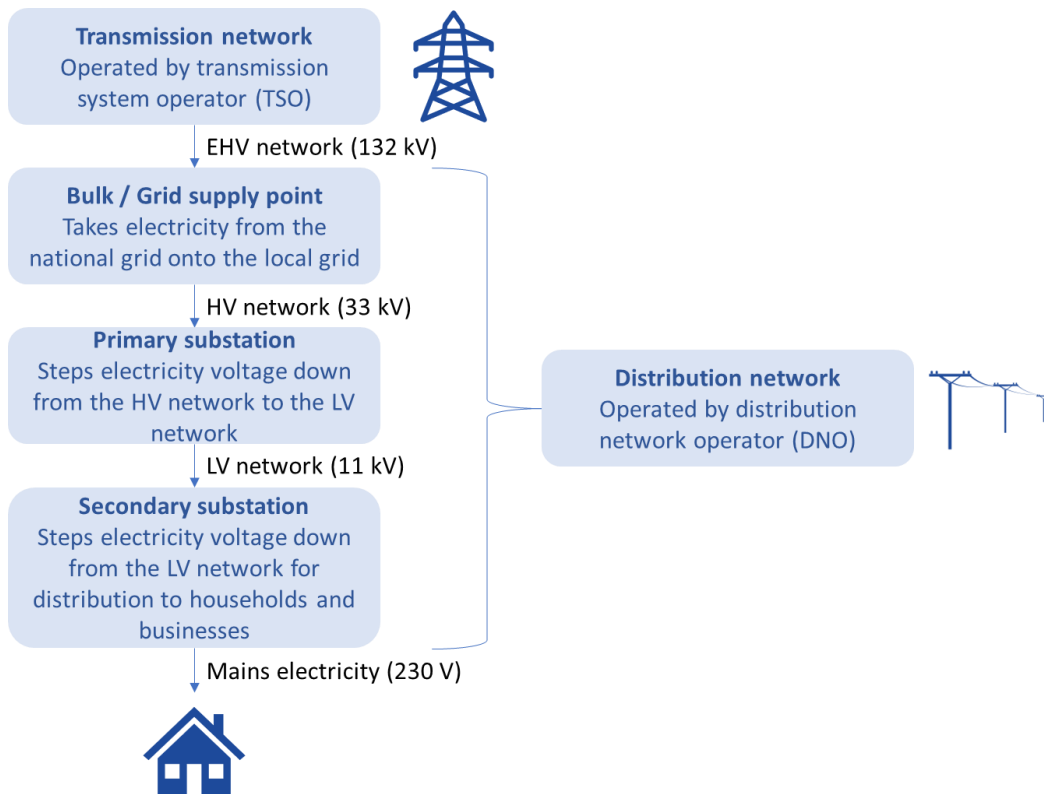 Transmission network
Operated by transmission
system operator (TSO)
EHV network (132 kV)
Bulk / Grid supply point
Takes electricity from the
national grid onto the local grid
HV network (33 kV)
Primary substation
Steps electricity voltage down
from the HV network to the LV
network
LV network (11 kV)
Secondary substation
Steps electricity voltage down
from the LV network for
distribution to households and
businesses
Mains electricity (230 V)
Distribution network
Operated by distribution
network operator (DNO)